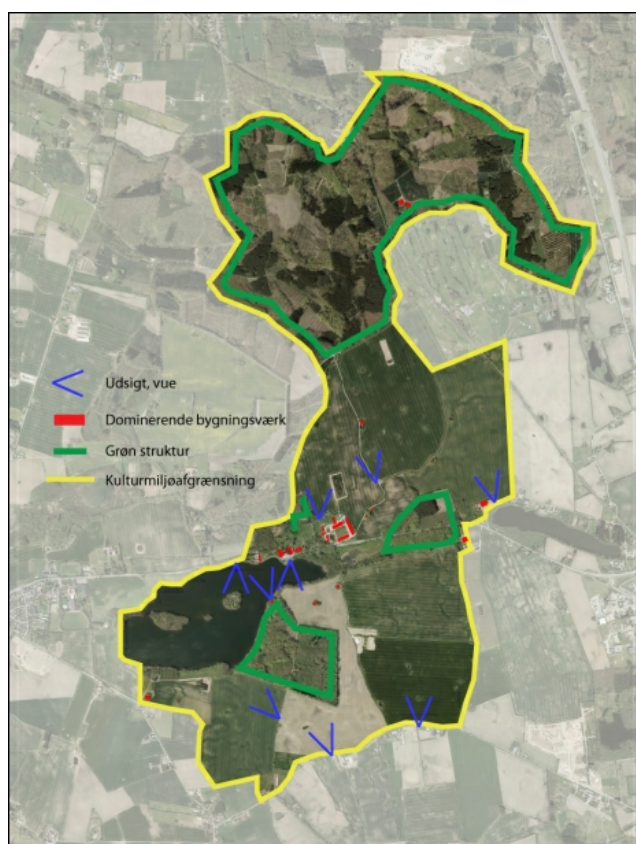 Udsigt, vue
Dominerende bygningsværk
Grøn struktur
Kulturmiljøafgrænsning